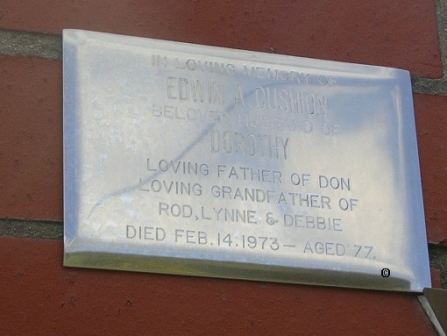 IN LOVING MEMORY OF
EDWIN A CUSHION
BELOVED HUSBAND OF
DOROTHY
LOVING FATHER OF DON
LOVING GRANDFATHER OF
ROD, LYNNE & DEBBIE
DIED FEB. 14. 1973 — AGED 77.
©